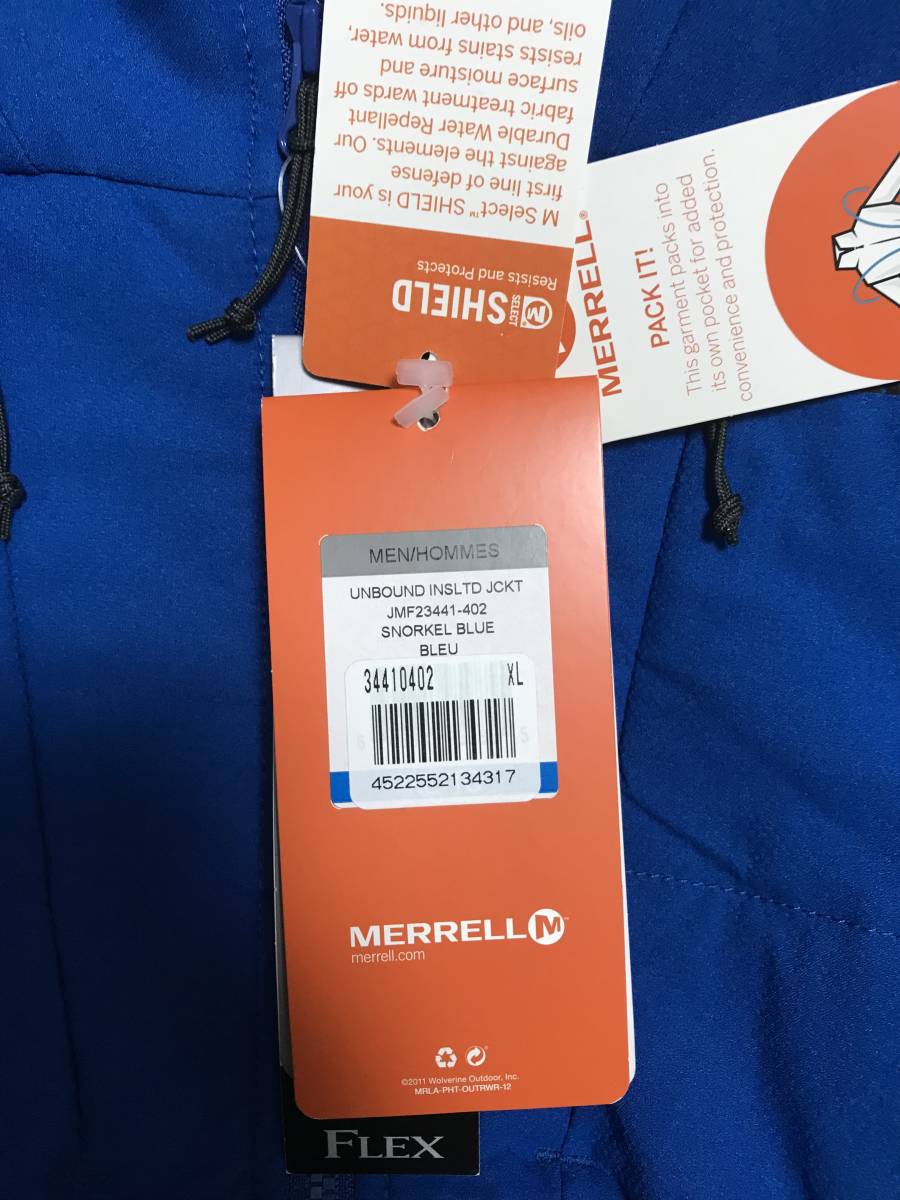 M Select™ SHIELD is your
first line of defense
against the elements. Our
Durable Water Repellant
fabric treatment wards off
surface moisture and
resists stains from water,
oils, and other liquids.
M SELECT SHIELD
Resists and Protects
MERRELL®
PACK IT!
This garment packs into
its own pocket for added
convenience and protection.
MEN/HOMMES
UNBOUND INSLTD JCKT
JMF23441-402
SNORKEL BLUE
BLEU
34410402 XL
4522552134317
MERRELL M™
merrell.com
©2011 Wolverine Outdoor, Inc.
MRLA-PHT-OUTRWR-12
FLEX